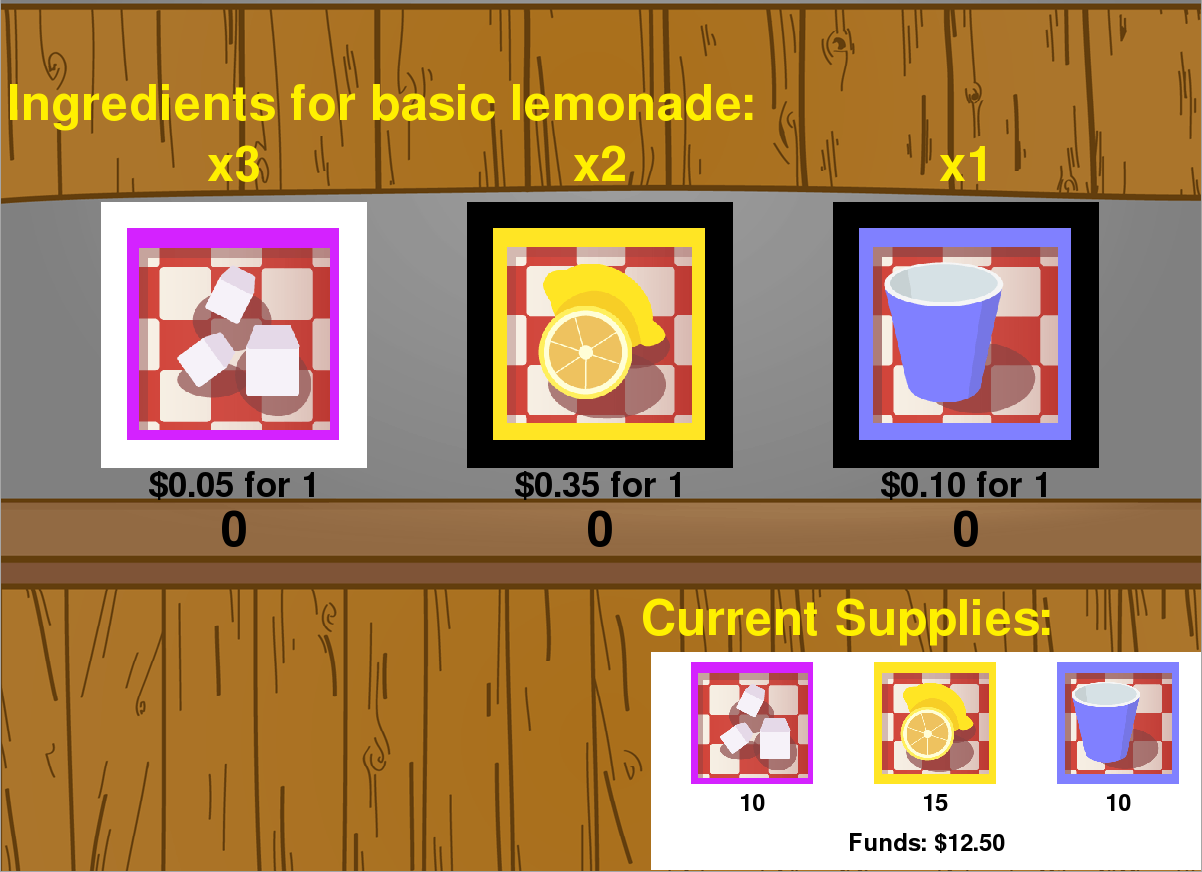 Ingredients for basic lemonade:
x3 x2 x1
$0.05 for 1 $0.35 for 1 $0.10 for 1
0 0 0
Current Supplies:
10 15 10
Funds: $12.50